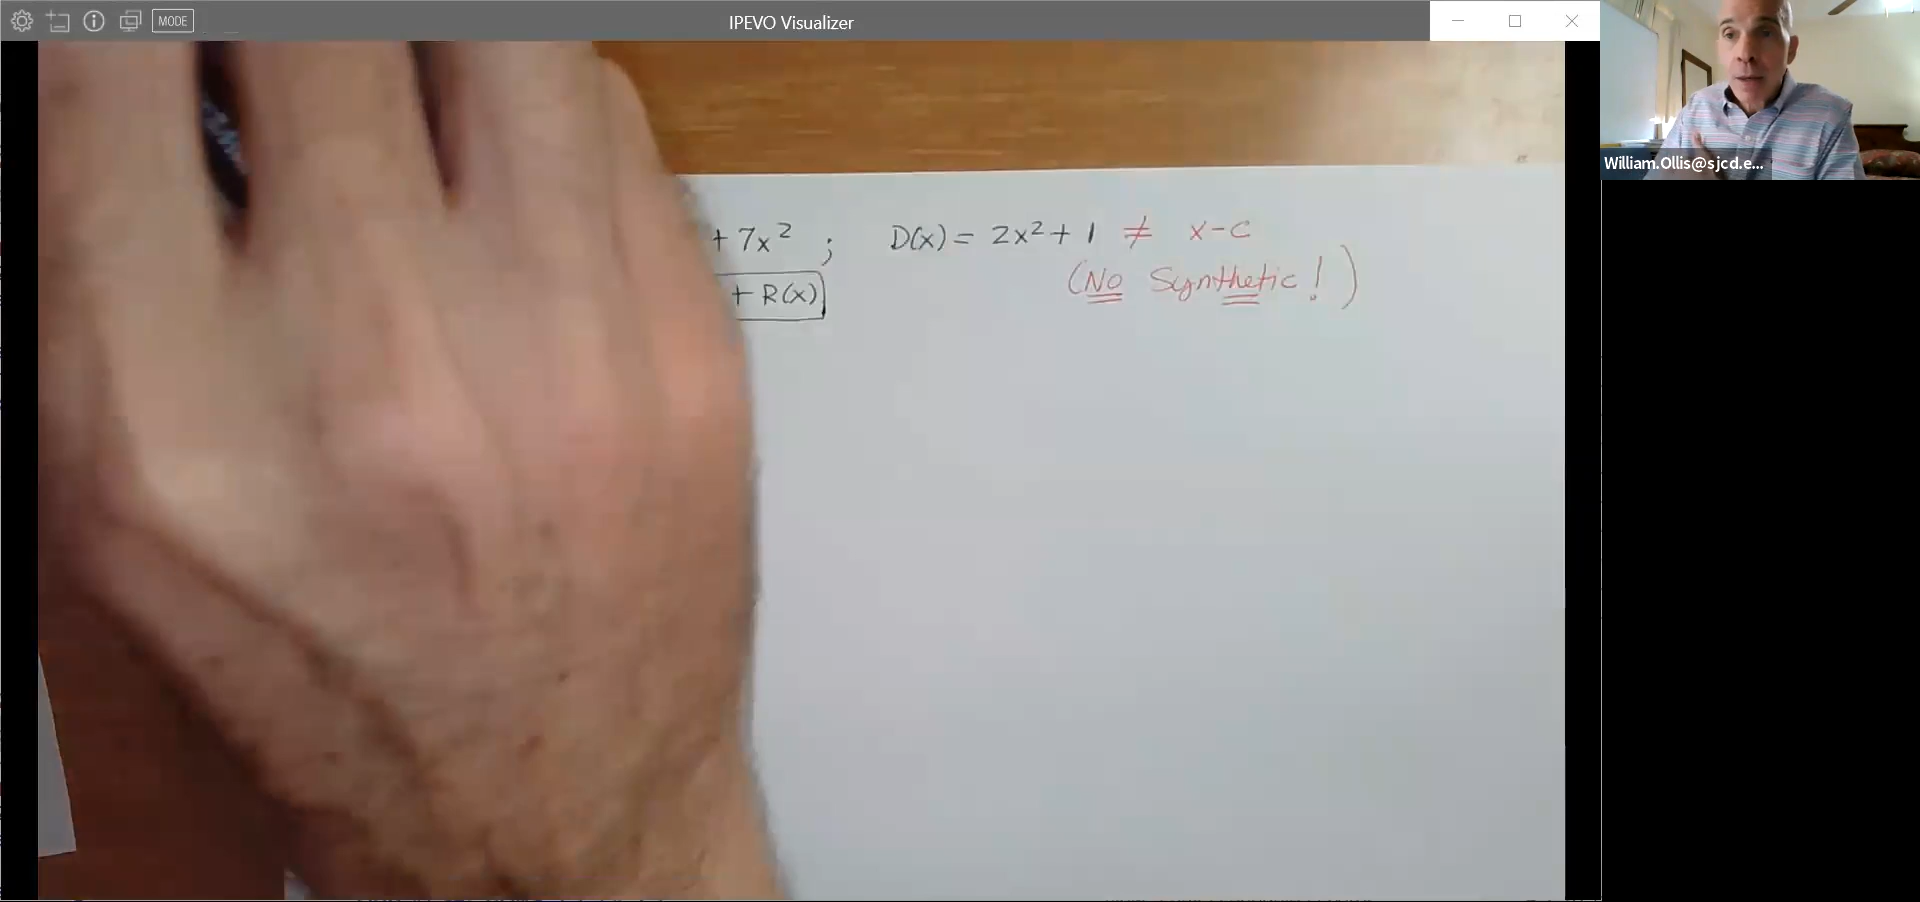 MODE
IPEVO Visualizer
William.Ollis@sjcd.e...
+ 7x² ; D(x) = 2x² + 1 ≠ x-c
+ R(x) (No Synthetic!)